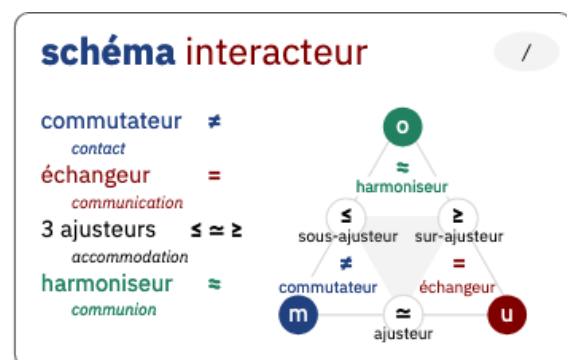 schéma interacteur
/
commutateur ≠
contact
échangeur =
communication
3 ajusteurs ≤ ≃ ≥
accommodation
harmoniseur ≈
communion
o
≈
harmoniseur
≤ ≥
sous-ajusteur sur-ajusteur
≠ =
commutateur échangeur
m ≃ u
ajusteur